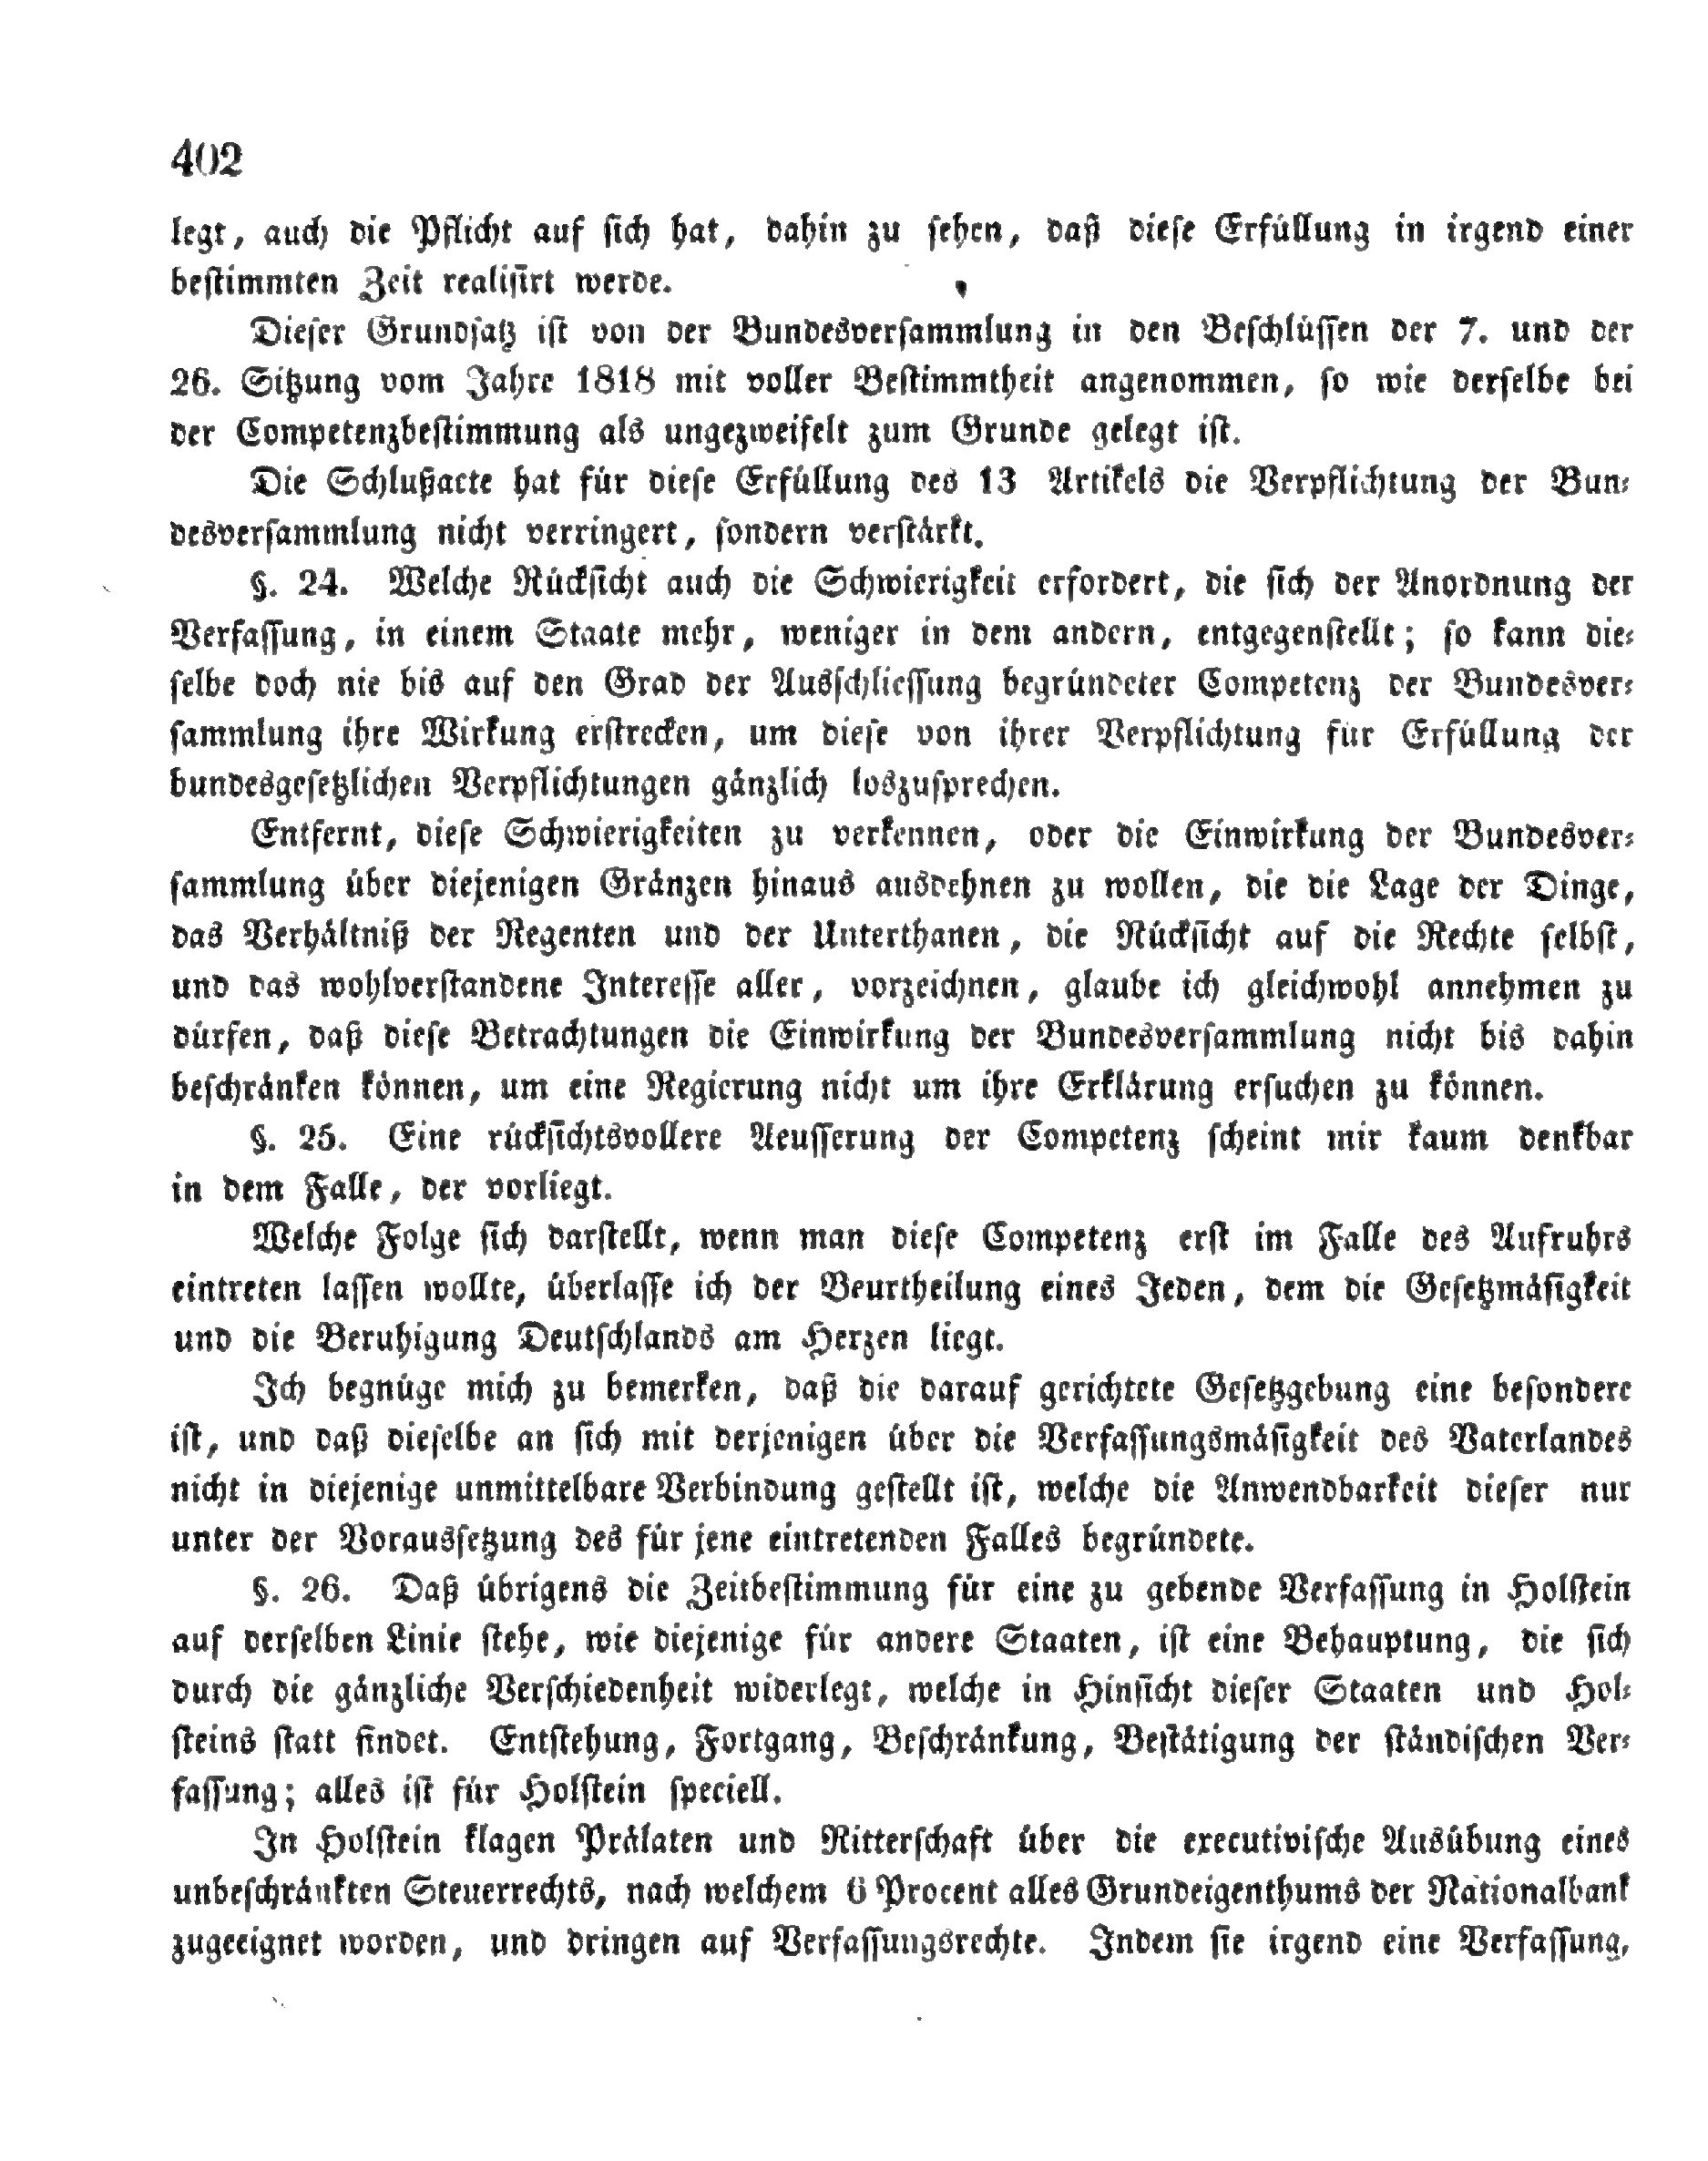 402
legt, auch die Pflicht auf sich hat, dahin zu sehen, daß diese Erfüllung in irgend einer
bestimmten Zeit realisirt werde.
Dieser Grundsatz ist von der Bundesversammlung in den Beschlüssen der 7. und der
26. Sitzung vom Jahre 1818 mit voller Bestimmtheit angenommen, so wie derselbe bei
der Competenzbestimmung als ungezweifelt zum Grunde gelegt ist.
Die Schlußacte hat für diese Erfüllung des 13 Artikels die Verpflichtung der Bun-
desversammlung nicht verringert, sondern verstärkt.
§. 24. Welche Rücksicht auch die Schwierigkeit erfordert, die sich der Anordnung der
Verfassung, in einem Staate mehr, weniger in dem andern, entgegenstellt; so kann die-
selbe doch nie bis auf den Grad der Ausschliessung begründeter Competenz der Bundesver-
sammlung ihre Wirkung erstrecken, um diese von ihrer Verpflichtung für Erfüllung der
bundesgesetzlichen Verpflichtungen gänzlich loszusprechen.
Entfernt, diese Schwierigkeiten zu verkennen, oder die Einwirkung der Bundesver-
sammlung über diejenigen Gränzen hinaus ausdehnen zu wollen, die die Lage der Dinge,
das Verhältniß der Regenten und der Unterthanen, die Rücksicht auf die Rechte selbst,
und das wohlverstandene Interesse aller, vorzeichnen, glaube ich gleichwohl annehmen zu
dürfen, daß diese Betrachtungen die Einwirkung der Bundesversammlung nicht bis dahin
beschränken können, um eine Regierung nicht um ihre Erklärung ersuchen zu können.
§. 25. Eine rücksichtsvollere Aeusserung der Competenz scheint mir kaum denkbar
in dem Falle, der vorliegt.
Welche Folge sich darstellt, wenn man diese Competenz erst im Falle des Aufruhrs
eintreten lassen wollte, überlasse ich der Beurtheilung eines Jeden, dem die Gesetzmäsigkeit
und die Beruhigung Deutschlands am Herzen liegt.
Ich begnüge mich zu bemerken, daß die darauf gerichtete Gesetzgebung eine besondere
ist, und daß dieselbe an sich mit derjenigen über die Verfassungsmäsigkeit des Vaterlandes
nicht in diejenige unmittelbare Verbindung gestellt ist, welche die Anwendbarkeit dieser nur
unter der Voraussetzung des für jene eintretenden Falles begründete.
§. 26. Daß übrigens die Zeitbestimmung für eine zu gebende Verfassung in Holstein
auf derselben Linie stehe, wie diejenige für andere Staaten, ist eine Behauptung, die sich
durch die gänzliche Verschiedenheit widerlegt, welche in Hinsicht dieser Staaten und Hol-
steins statt findet. Entstehung, Fortgang, Beschränkung, Bestätigung der ständischen Ver-
fassung; alles ist für Holstein speciell.
In Holstein klagen Prälaten und Ritterschaft über die executivische Ausübung eines
unbeschränkten Steuerrechts, nach welchem 6 Procent alles Grundeigenthums der Nationalbank
zugeeignet worden, und dringen auf Verfassungsrechte. Indem sie irgend eine Verfassung,